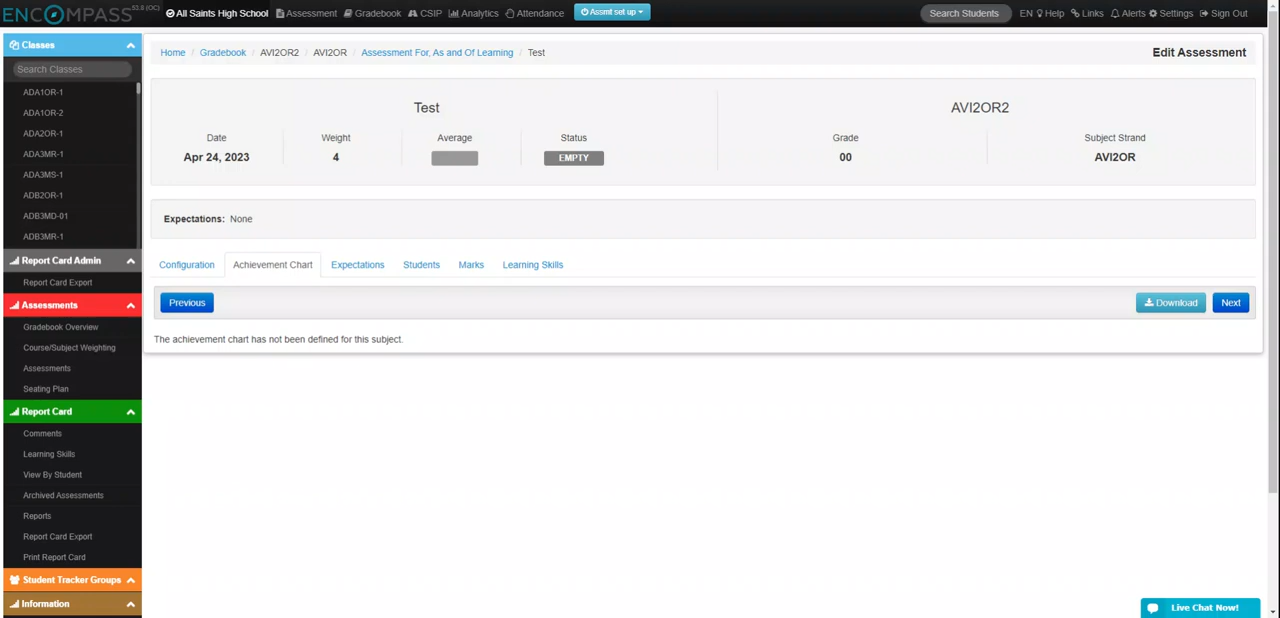 ENCOMPASS 53.8 (OC) All Saints High School Assessment Gradebook CSIP Analytics Attendance Assmt set up Search Students EN Help Links Alerts Settings Sign Out
Classes
Search Classes
ADA1OR-1
ADA1OR-2
ADA2OR-1
ADA3MR-1
ADA3MS-1
ADB2OR-1
ADB3MD-01
ADB3MR-1
Report Card Admin
Report Card Export
Assessments
Gradebook Overview
Course/Subject Weighting
Assessments
Seating Plan
Report Card
Comments
Learning Skills
View By Student
Archived Assessments
Reports
Report Card Export
Print Report Card
Student Tracker Groups
Information
Home / Gradebook / AVI2OR2 / AVI2OR / Assessment For, As and Of Learning / Test
Edit Assessment
Test
Date Weight Average Status
Apr 24, 2023 4 EMPTY
AVI2OR2
Grade Subject Strand
00 AVI2OR
Expectations: None
Configuration Achievement Chart Expectations Students Marks Learning Skills
Previous Download Next
The achievement chart has not been defined for this subject.
Live Chat Now!